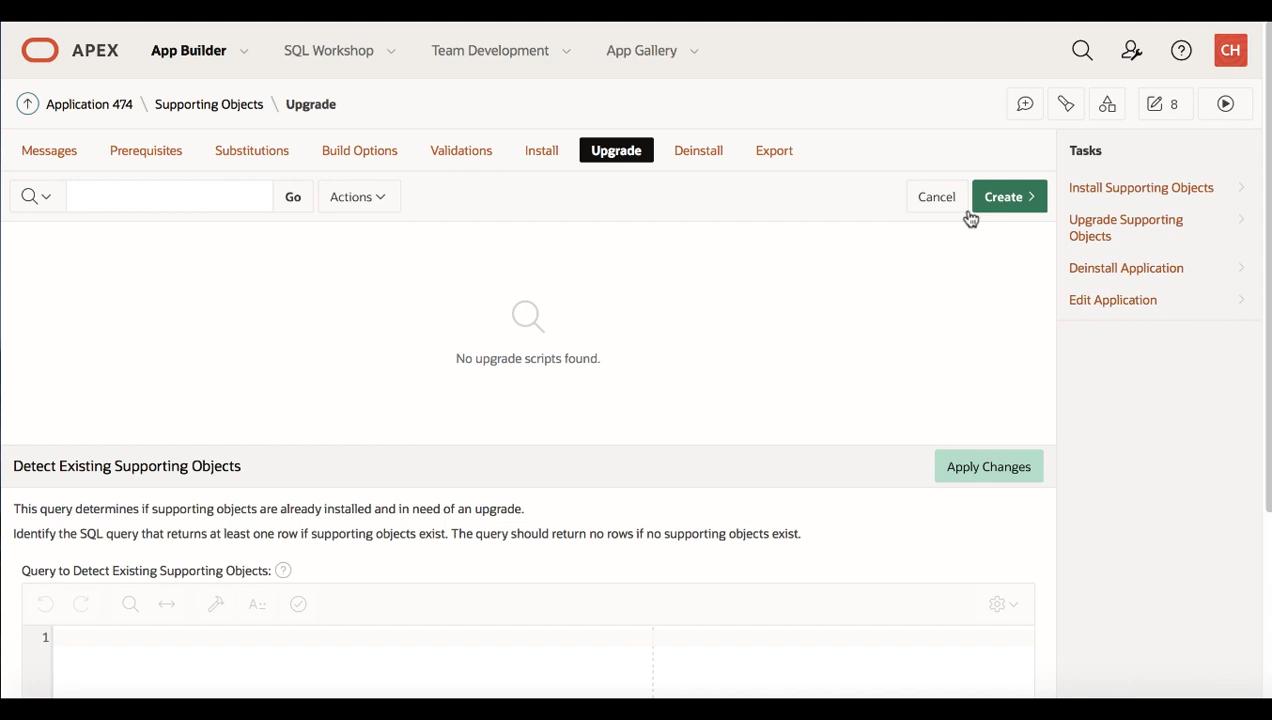 APEX App Builder SQL Workshop Team Development App Gallery CH
Application 474 \ Supporting Objects \ Upgrade 8
Messages Prerequisites Substitutions Build Options Validations Install Upgrade Deinstall Export
Tasks
Go Actions Cancel Create >
Install Supporting Objects
Upgrade Supporting
Objects
Deinstall Application
Edit Application
No upgrade scripts found.
Detect Existing Supporting Objects Apply Changes
This query determines if supporting objects are already installed and in need of an upgrade.
Identify the SQL query that returns at least one row if supporting objects exist. The query should return no rows if no supporting objects exist.
Query to Detect Existing Supporting Objects: ?
A::
1